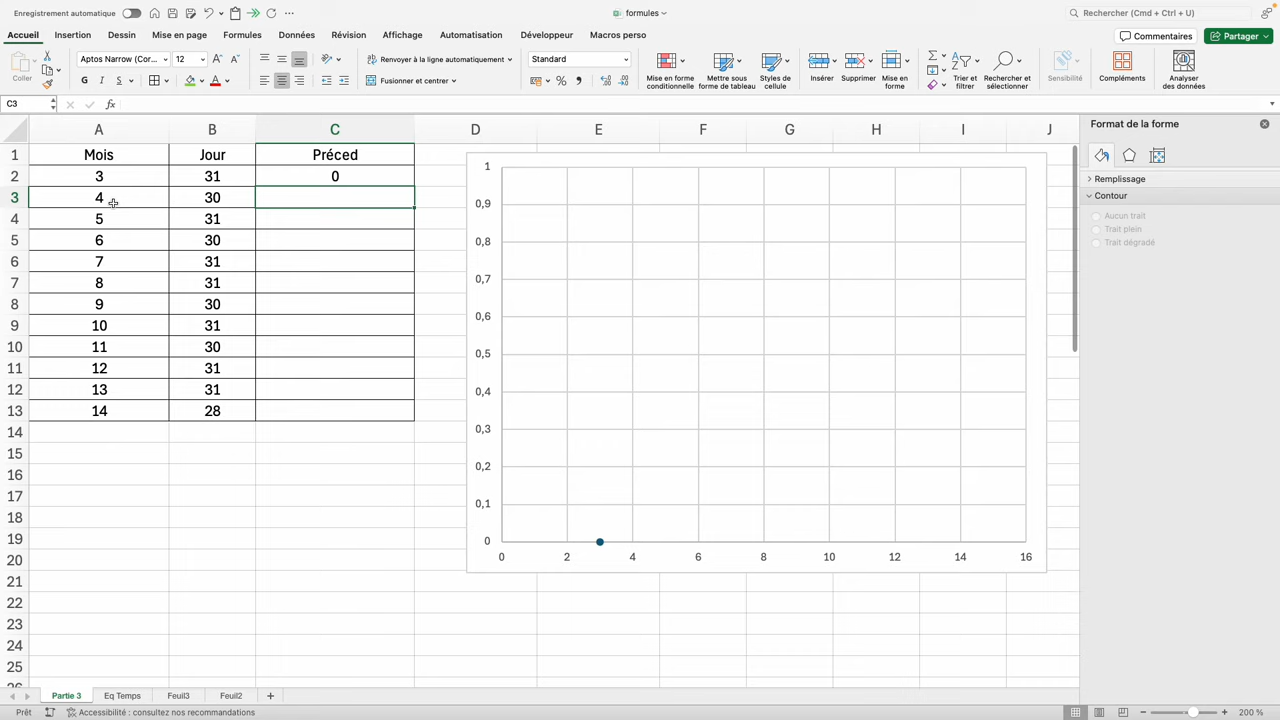 Enregistrement automatique
formules
Rechercher (Cmd + Ctrl + U)
Accueil Insertion Dessin Mise en page Formules Données Révision Affichage Automatisation Développeur Macros perso
Commentaires Partager
Coller
Aptos Narrow (Cor... 12
G I S A
Renvoyer à la ligne automatiquement
Fusionner et centrer
Standard
Mise en forme conditionnelle
Mettre sous forme de tableau
Styles de cellule
Insérer
Supprimer
Mise en forme
Trier et filtrer
Rechercher et sélectionner
Sensibilité
Compléments
Analyser des données
C3 fx
A B C D E F G H I J
1 Mois Jour Préced
2 3 31 0
3 4 30
4 5 31
5 6 30
6 7 31
7 8 31
8 9 30
9 10 31
10 11 30
11 12 31
12 13 31
13 14 28
14
15
16
17
18
19
20
21
22
23
24
25
26
1
0,9
0,8
0,7
0,6
0,5
0,4
0,3
0,2
0,1
0
0 2 4 6 8 10 12 14 16
Format de la forme
Remplissage
Contour
Aucun trait
Trait plein
Trait dégradé
Partie 3 Eq Temps Feuil3 Feuil2
Prêt Accessibilité : consultez nos recommandations 200 %